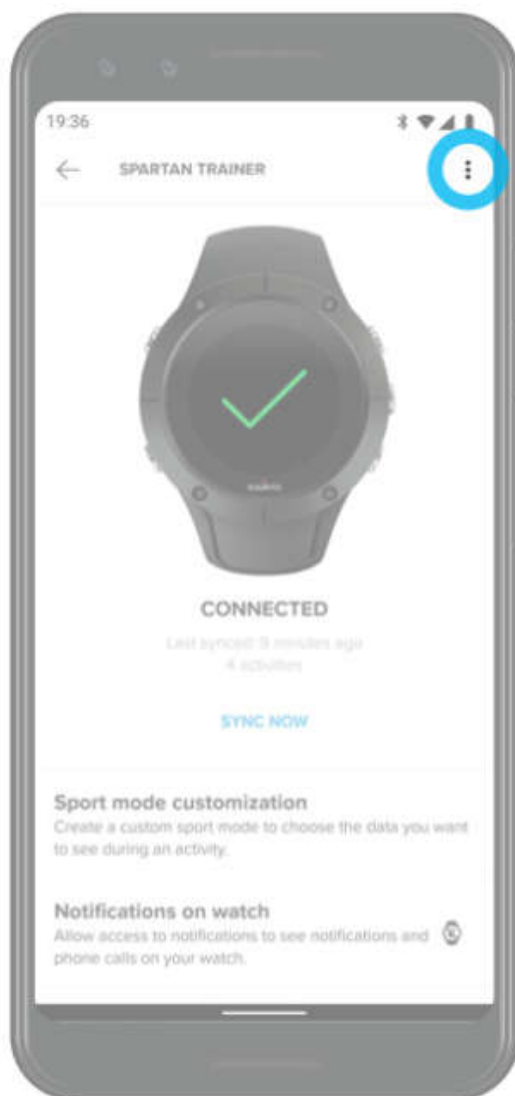 19:36
SPARTAN TRAINER
SUUNTO
CONNECTED
Last synced: 9 minutes ago
4 activities
SYNC NOW
Sport mode customization
Create a custom sport mode to choose the data you want
to see during an activity.
Notifications on watch
Allow access to notifications to see notifications and
phone calls on your watch.